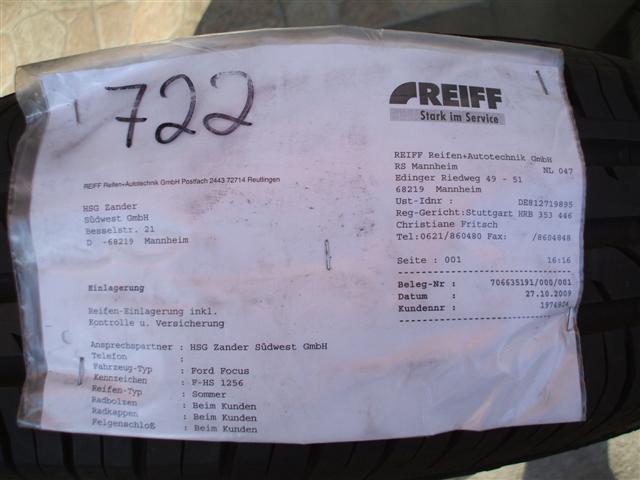 722
REIFF
Stark im Service
REIFF Reifen+Autotechnik GmbH
RS Mannheim NL 047
Edinger Riedweg 49 - 51
68219 Mannheim
Ust-Idnr : DE812719895
Reg-Gericht:Stuttgart HRB 353 446
Christiane Fritsch
Tel:0621/860480 Fax: /8604848
Seite : 001 16:16
Beleg-Nr : 706635191/000/001
Datum : 27.10.2009
Kundennr : 1974924
REIFF Reifen+Autotechnik GmbH Postfach 2443 72714 Reutlingen
HSG Zander
Südwest GmbH
Besselstr. 21
D -68219 Mannheim
Einlagerung
Reifen-Einlagerung inkl.
Kontrolle u. Versicherung
Ansprechspartner : HSG Zander Südwest GmbH
Telefon :
Fahrzeug-Typ : Ford Focus
Kennzeichen : F-HS 1256
Reifen-Typ : Sommer
Radbolzen : Beim Kunden
Radkappen : Beim Kunden
Felgenschloß : Beim Kunden